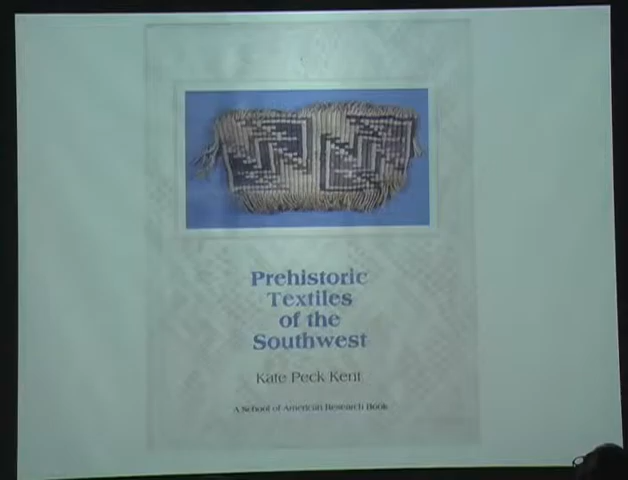 Prehistoric
Textiles
of the
Southwest
Kate Peck Kent
A School of American Research Book